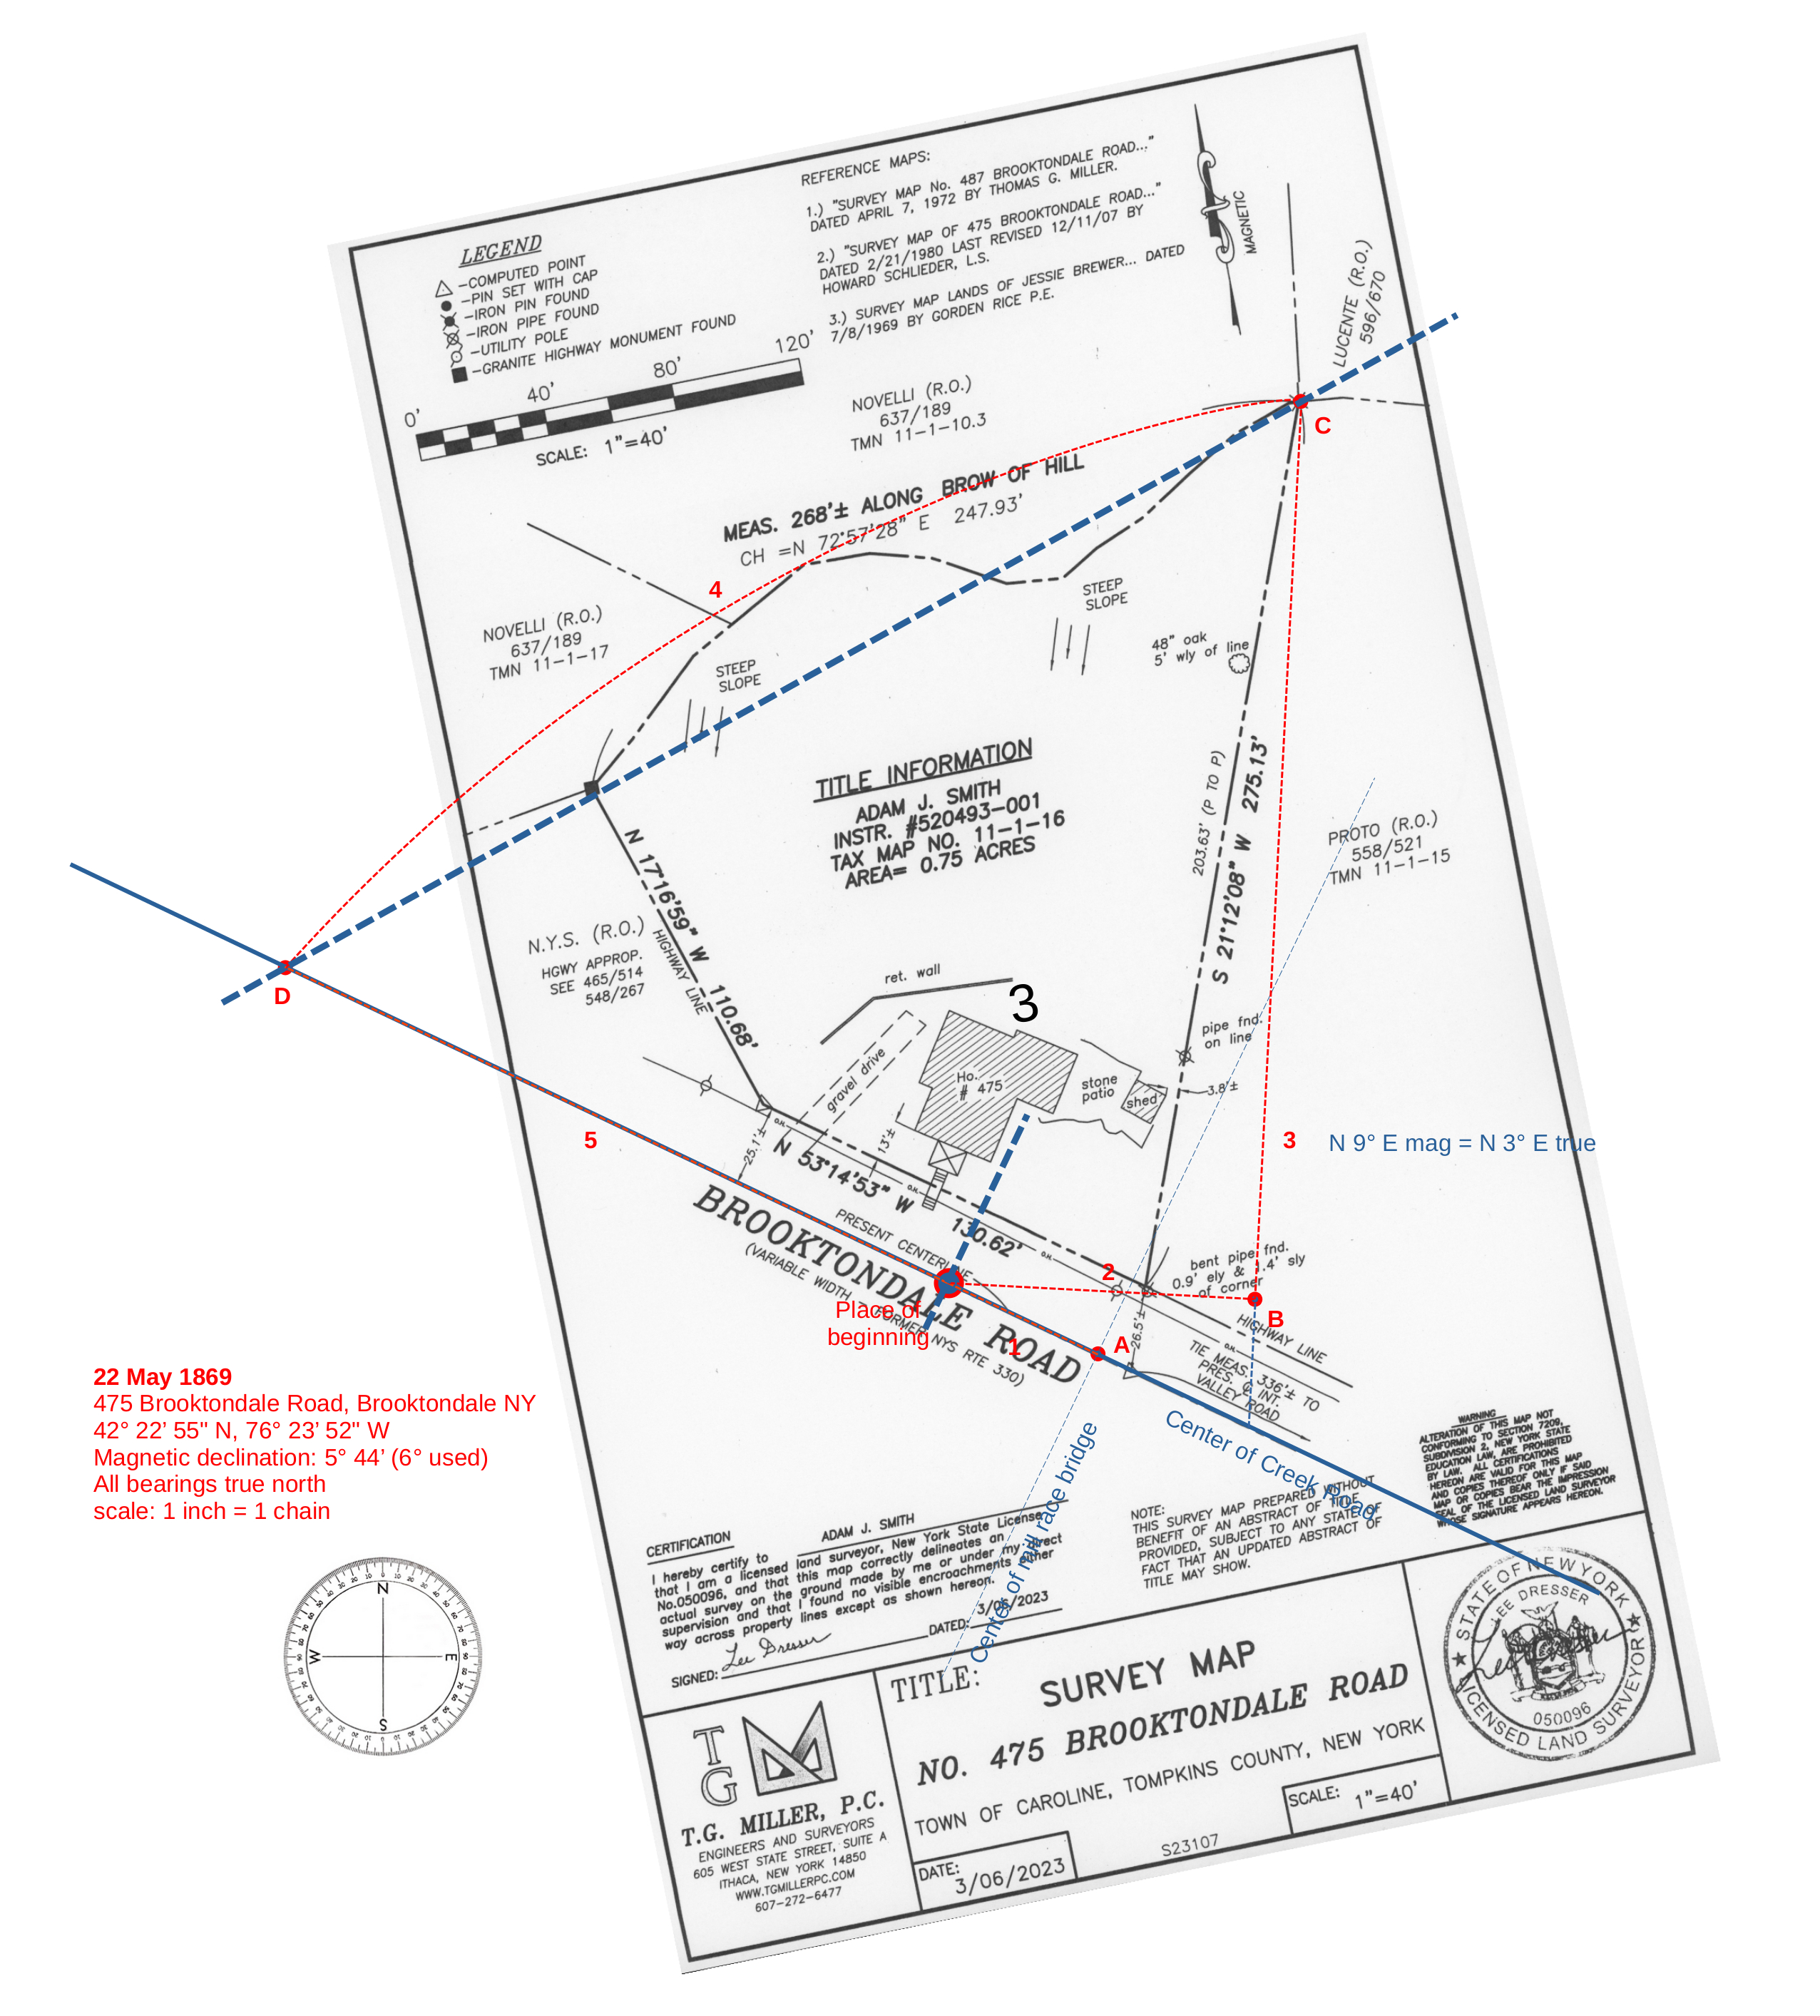 REFERENCE MAPS:
1.) "SURVEY MAP No. 487 BROOKTONDALE ROAD..."
DATED APRIL 7, 1972 BY THOMAS G. MILLER.
2.) "SURVEY MAP OF 475 BROOKTONDALE ROAD..."
DATED 2/21/1980 LAST REVISED 12/11/07 BY
HOWARD SCHLIEDER, L.S.
3.) SURVEY MAP LANDS OF JESSIE BREWER... DATED
7/8/1969 BY GORDEN RICE P.E.
MAGNETIC
LEGEND
-COMPUTED POINT
-PIN SET WITH CAP
-IRON PIN FOUND
-IRON PIPE FOUND
-UTILITY POLE
-GRANITE HIGHWAY MONUMENT FOUND
0'
40'
80'
120'
SCALE: 1"=40'
LUCENTE (R.O.)
596/670
C
NOVELLI (R.O.)
637/189
TMN 11-1-10.3
MEAS. 268'± ALONG BROW OF HILL
CH =N 72°57'28" E 247.93'
4
NOVELLI (R.O.)
637/189
TMN 11-1-17
STEEP
SLOPE
STEEP
SLOPE
48" oak
5' wly of line
TITLE INFORMATION
ADAM J. SMITH
INSTR. #520493-001
TAX MAP NO. 11-1-16
AREA= 0.75 ACRES
203.63' (P TO P)
S 21°12'08" W 275.13'
PROTO (R.O.)
558/521
TMN 11-1-15
N 17°16'59" W 110.68'
HIGHWAY LINE
N.Y.S. (R.O.)
HGWY APPROP.
SEE 465/514
548/267
D
ret. wall
3
pipe fnd.
on line
gravel drive
Ho.
# 475
stone
patio
shed
3.8'±
5
3
N 9° E mag = N 3° E true
25.1'±
13'±
O.H.
N 53°14'53" W 130.62'
O.H.
O.H.
PRESENT CENTERLINE
BROOKTONDALE ROAD
(VARIABLE WIDTH - FORMER NYS RTE 330)
2
bent pipe fnd.
0.9' ely & 1.4' sly
of corner
B
Place of
beginning
1
A
26.5'±
HIGHWAY LINE
O.H.
TIE MEAS. 336'± TO
PRES. ℄ INT.
VALLEY ROAD
22 May 1869
475 Brooktondale Road, Brooktondale NY
42° 22’ 55" N, 76° 23’ 52" W
Magnetic declination: 5° 44’ (6° used)
All bearings true north
scale: 1 inch = 1 chain
Center of Creek Road
Center of mill race bridge
WARNING
ALTERATION OF THIS MAP NOT
CONFORMING TO SECTION 7209,
SUBDIVISION 2, NEW YORK STATE
EDUCATION LAW, ARE PROHIBITED
BY LAW. ALL CERTIFICATIONS
HEREON ARE VALID FOR THIS MAP
AND COPIES THEREOF ONLY IF SAID
MAP OR COPIES BEAR THE IMPRESSION
SEAL OF THE LICENSED LAND SURVEYOR
WHOSE SIGNATURE APPEARS HEREON.
NOTE:
THIS SURVEY MAP PREPARED WITHOUT
BENEFIT OF AN ABSTRACT OF TITLE
PROVIDED, SUBJECT TO ANY STATE OF
FACT THAT AN UPDATED ABSTRACT OF
TITLE MAY SHOW.
CERTIFICATION
ADAM J. SMITH
I hereby certify to
that I am a licensed land surveyor, New York State License
No.050096, and that this map correctly delineates an
actual survey on the ground made by me or under my direct
supervision and that I found no visible encroachments either
way across property lines except as shown hereon.
SIGNED: Lee Dresser DATED: 3/06/2023
N
E
S
W
STATE OF NEW YORK
LEE DRESSER
050096
LICENSED LAND SURVEYOR
TG
T.G. MILLER, P.C.
ENGINEERS AND SURVEYORS
605 WEST STATE STREET, SUITE A
ITHACA, NEW YORK 14850
WWW.TGMILLERPC.COM
607-272-6477
TITLE:
SURVEY MAP
NO. 475 BROOKTONDALE ROAD
TOWN OF CAROLINE, TOMPKINS COUNTY, NEW YORK
DATE:
3/06/2023
S23107
SCALE:
1"=40'